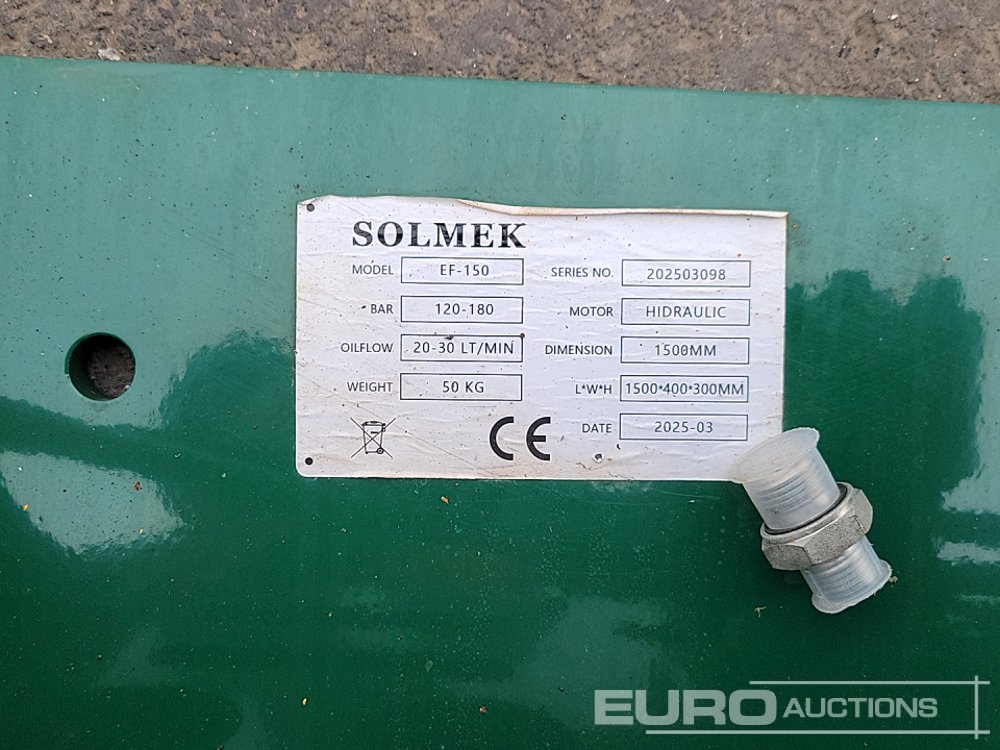 SOLMEK
MODEL EF-150 SERIES NO. 202503098
BAR 120-180 MOTOR HIDRAULIC
OILFLOW 20-30 LT/MIN DIMENSION 1500MM
WEIGHT 50 KG L*W*H 1500*400*300MM
CE DATE 2025-03
EURO AUCTIONS